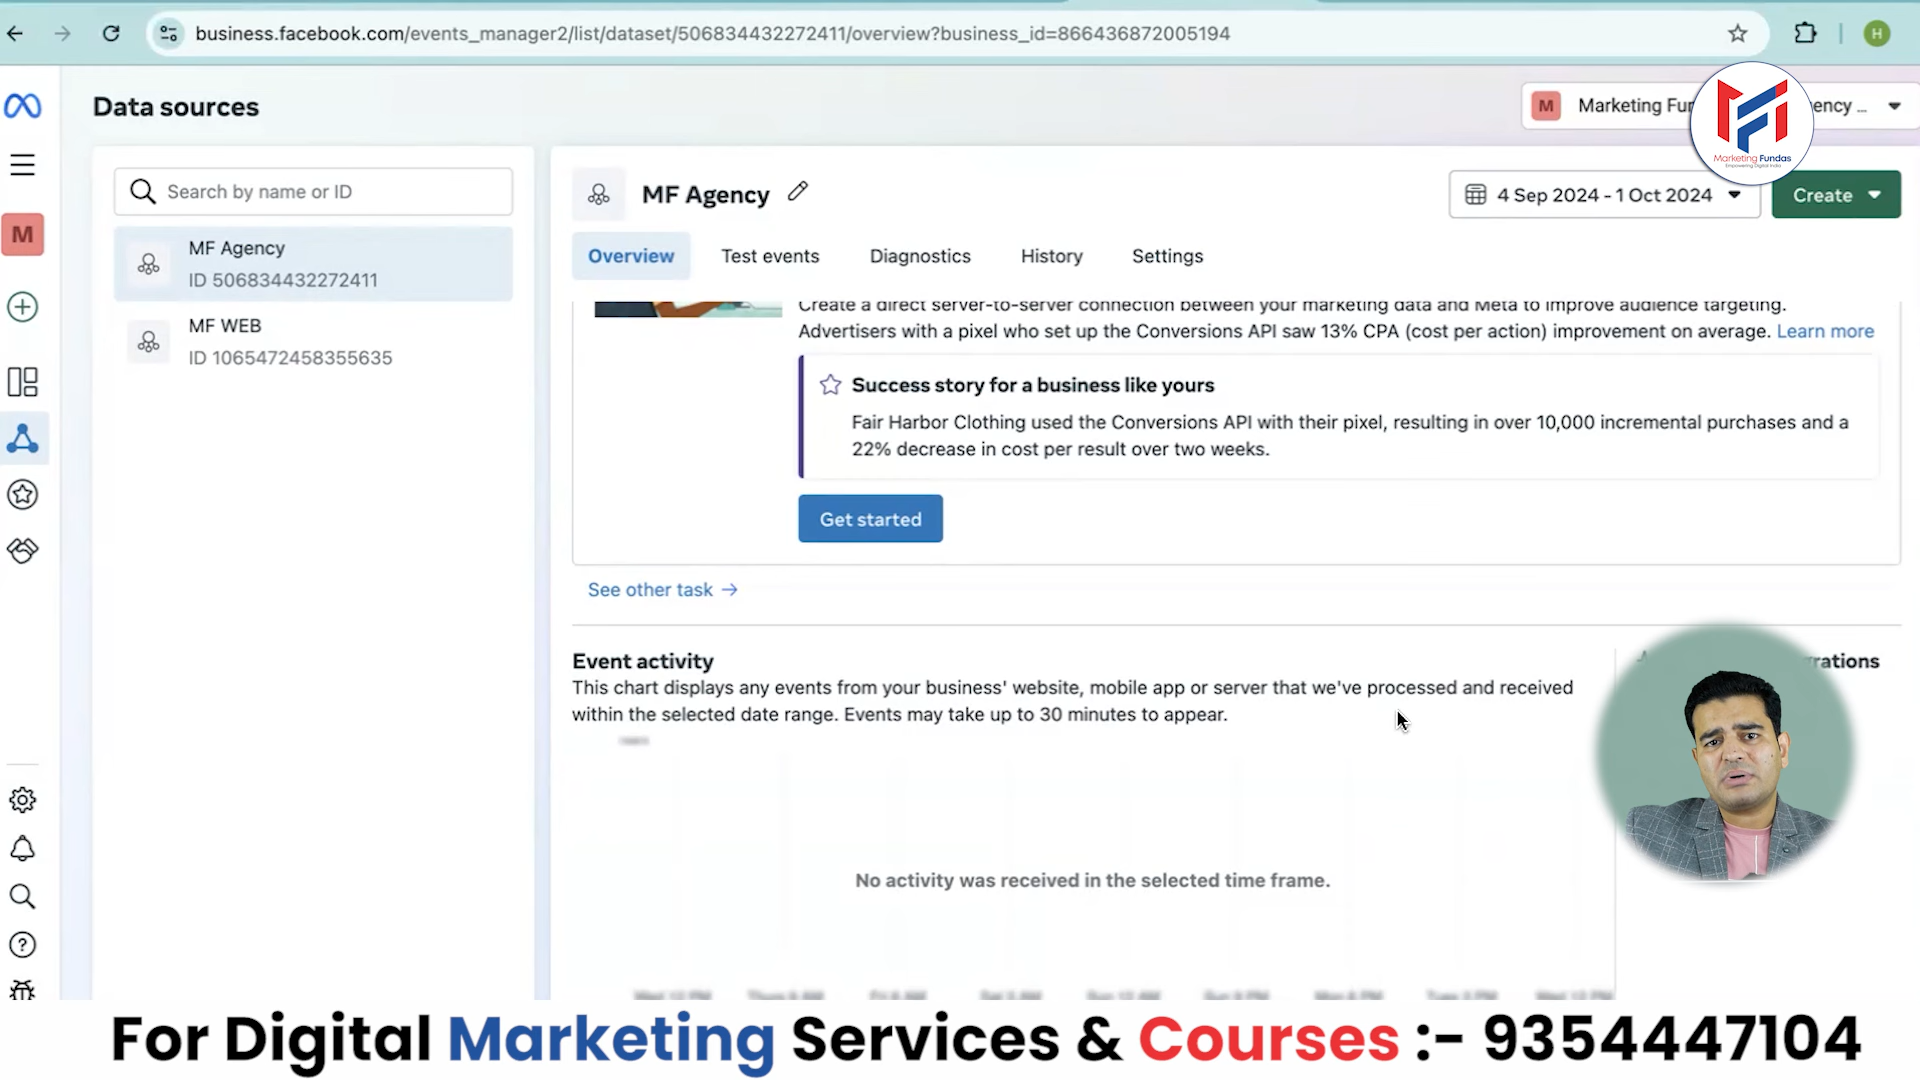 business.facebook.com/events_manager2/list/dataset/506834432272411/overview?business_id=866436872005194
H
Data sources
M Marketing Fun
ency ...
Marketing Fundas
Empowering Digital India
M
Search by name or ID
MF Agency
ID 506834432272411
MF WEB
ID 1065472458355635
MF Agency
4 Sep 2024 - 1 Oct 2024
Create
Overview
Test events
Diagnostics
History
Settings
Create a direct server-to-server connection between your marketing data and Meta to improve audience targeting.
Advertisers with a pixel who set up the Conversions API saw 13% CPA (cost per action) improvement on average. Learn more
Success story for a business like yours
Fair Harbor Clothing used the Conversions API with their pixel, resulting in over 10,000 incremental purchases and a
22% decrease in cost per result over two weeks.
Get started
See other task →
Event activity
This chart displays any events from your business' website, mobile app or server that we've processed and received
within the selected date range. Events may take up to 30 minutes to appear.
rations
No activity was received in the selected time frame.
For Digital Marketing Services & Courses :- 9354447104